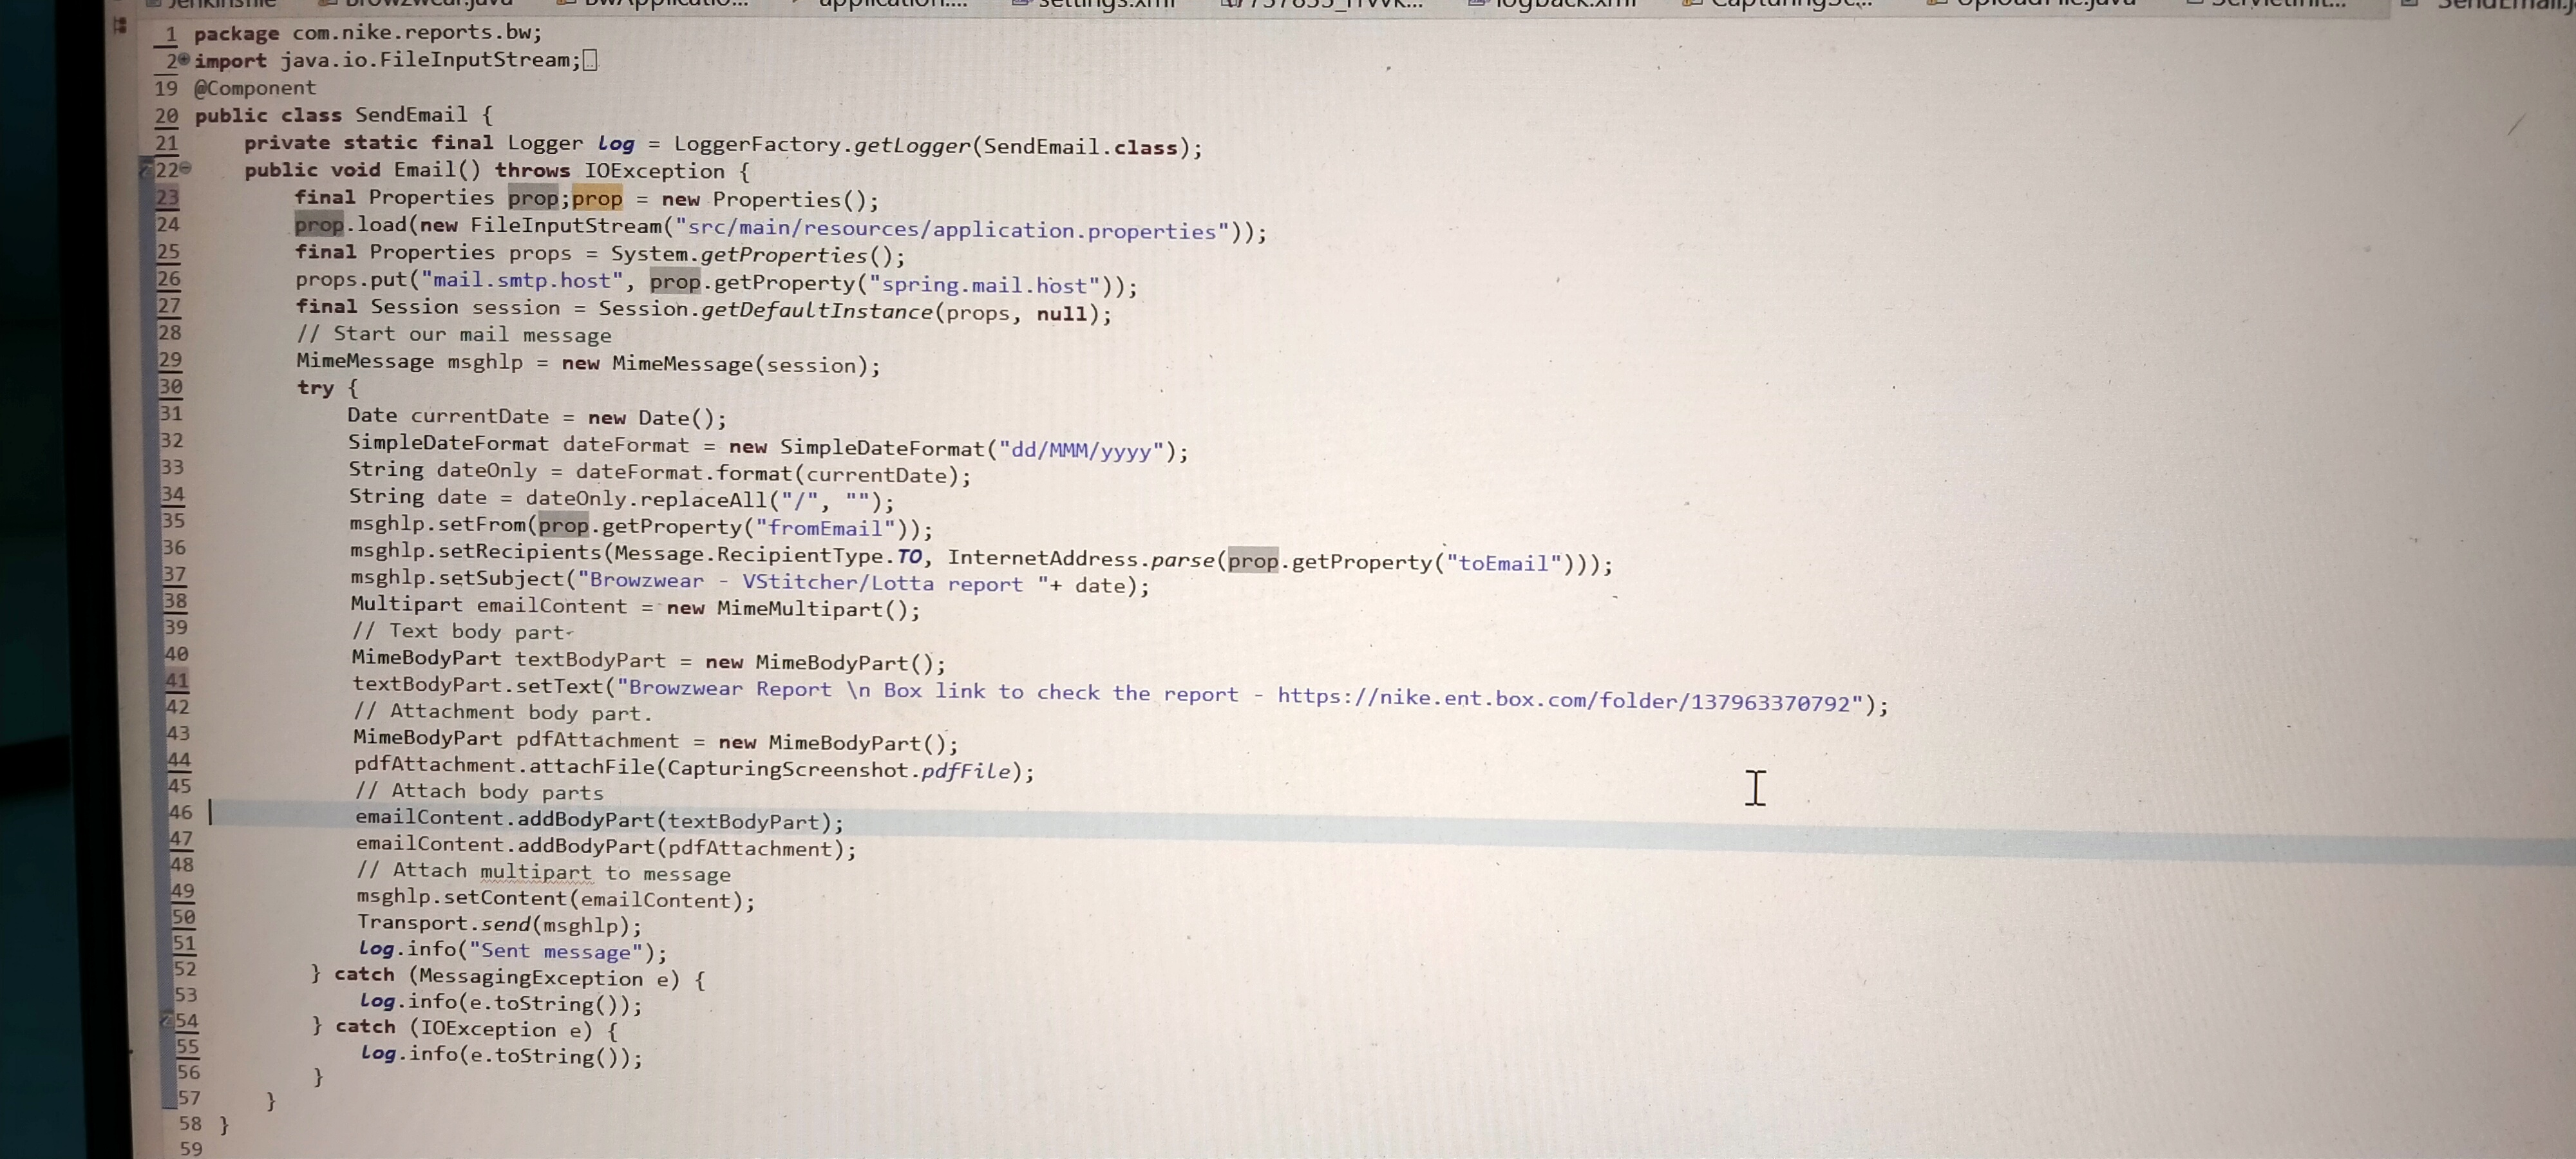 settings.xml
logback.xml
1 package com.nike.reports.bw;
2 import java.io.FileInputStream;
19 @Component
20 public class SendEmail {
21 private static final Logger log = LoggerFactory.getLogger(SendEmail.class);
22 public void Email() throws IOException {
23 final Properties prop;prop = new Properties();
24 prop.load(new FileInputStream("src/main/resources/application.properties"));
25 final Properties props = System.getProperties();
26 props.put("mail.smtp.host", prop.getProperty("spring.mail.host"));
27 final Session session = Session.getDefaultInstance(props, null);
28 // Start our mail message
29 MimeMessage msghlp = new MimeMessage(session);
30 try {
31 Date currentDate = new Date();
32 SimpleDateFormat dateFormat = new SimpleDateFormat("dd/MMM/yyyy");
33 String dateOnly = dateFormat.format(currentDate);
34 String date = dateOnly.replaceAll("/", "");
35 msghlp.setFrom(prop.getProperty("fromEmail"));
36 msghlp.setRecipients(Message.RecipientType.TO, InternetAddress.parse(prop.getProperty("toEmail")));
37 msghlp.setSubject("Browzwear - VStitcher/Lotta report "+ date);
38 Multipart emailContent = new MimeMultipart();
39 // Text body part
40 MimeBodyPart textBodyPart = new MimeBodyPart();
41 textBodyPart.setText("Browzwear Report \n Box link to check the report - https://nike.ent.box.com/folder/137963370792");
42 // Attachment body part.
43 MimeBodyPart pdfAttachment = new MimeBodyPart();
44 pdfAttachment.attachFile(CapturingScreenshot.pdfFile);
45 // Attach body parts
46 emailContent.addBodyPart(textBodyPart);
47 emailContent.addBodyPart(pdfAttachment);
48 // Attach multipart to message
49 msghlp.setContent(emailContent);
50 Transport.send(msghlp);
51 log.info("Sent message");
52 } catch (MessagingException e) {
53 log.info(e.toString());
54 } catch (IOException e) {
55 log.info(e.toString());
56 }
57 }
58 }
59